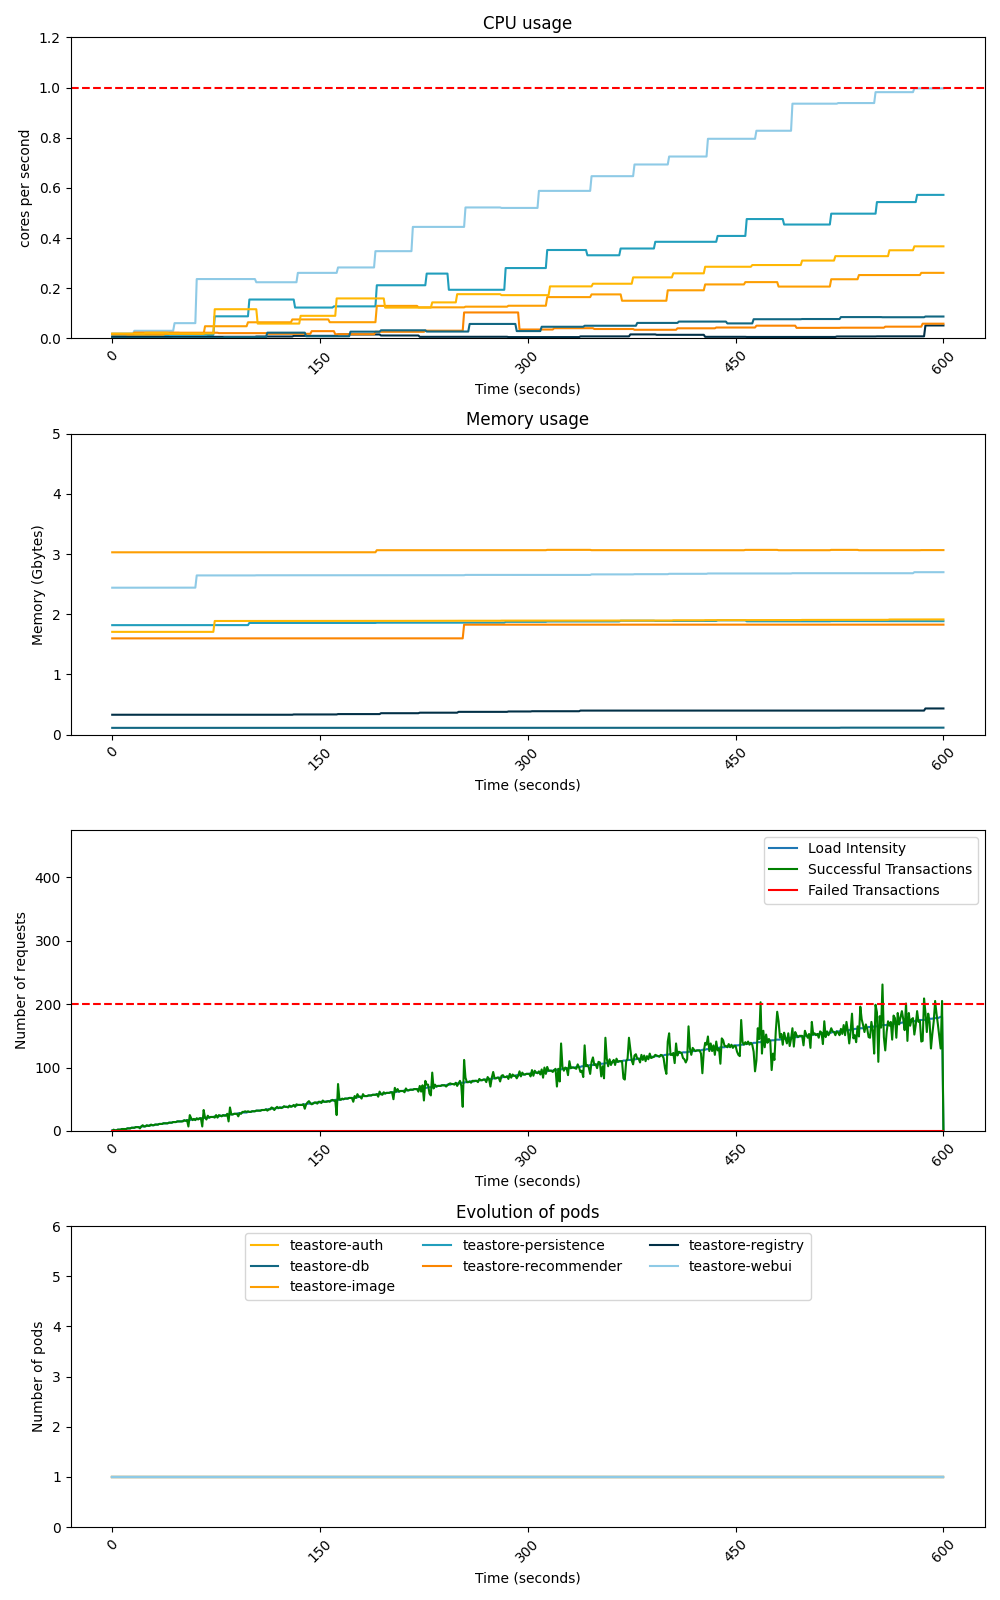 CPU usage
1.2
1.0
0.8
0.6
0.4
0.2
0.0
cores per second
0
150
300
450
600
Time (seconds)
Memory usage
5
4
3
2
1
0
Memory (Gbytes)
0
150
300
450
600
Time (seconds)
Load Intensity
Successful Transactions
Failed Transactions
400
300
200
100
0
Number of requests
0
150
300
450
600
Time (seconds)
Evolution of pods
teastore-auth
teastore-db
teastore-image
teastore-persistence
teastore-recommender
teastore-registry
teastore-webui
6
5
4
3
2
1
0
Number of pods
0
150
300
450
600
Time (seconds)